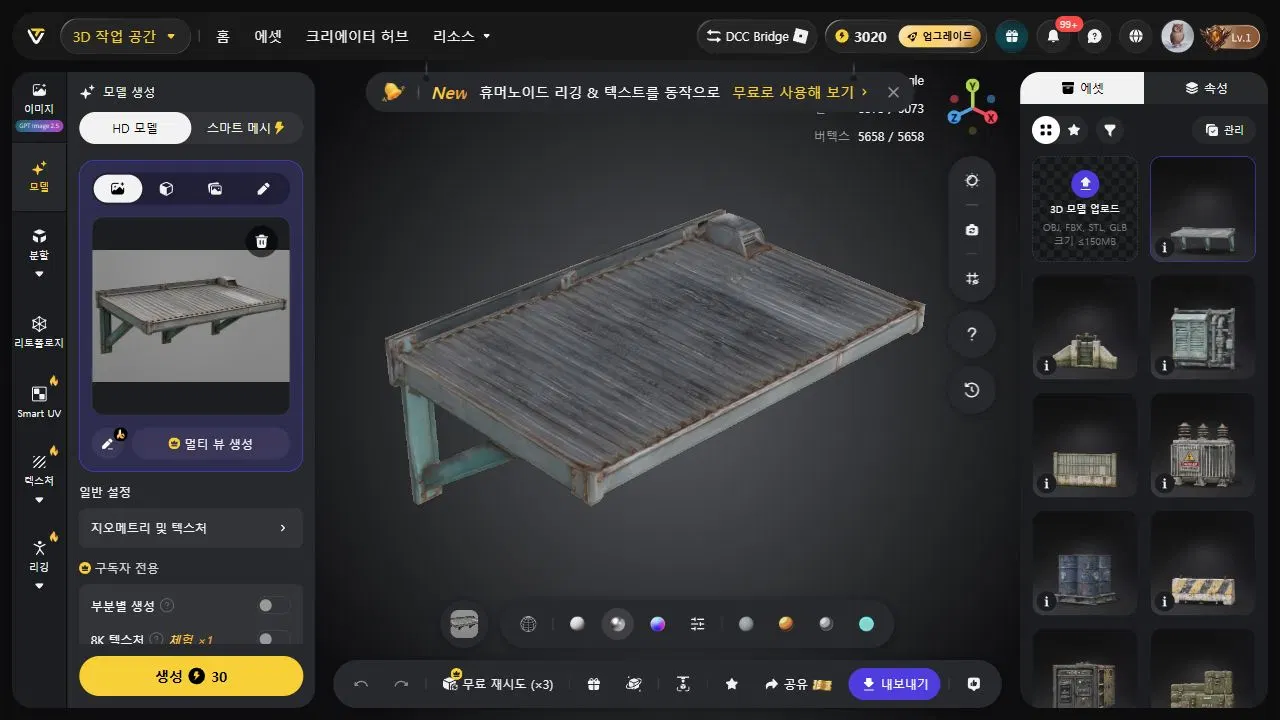 3D 작업 공간
홈
에셋
크리에이터 허브
리소스
DCC Bridge
3020
업그레이드
99+
Lv.1
이미지
GPT Image 2.5
모델
분할
리토폴로지
Smart UV
텍스처
리깅
모델 생성
HD 모델
스마트 메시
멀티 뷰 생성
일반 설정
지오메트리 및 텍스처
구독자 전용
부분별 생성
8K 텍스처 체험 ×1
생성 30
New 휴머노이드 리깅 & 텍스트를 동작으로 무료로 사용해 보기
버텍스 5658 / 5658
Y
Z
X
?
무료 재시도 (×3)
공유
내보내기
에셋
속성
관리
3D 모델 업로드
OBJ, FBX, STL, GLB
크기 ≤150MB